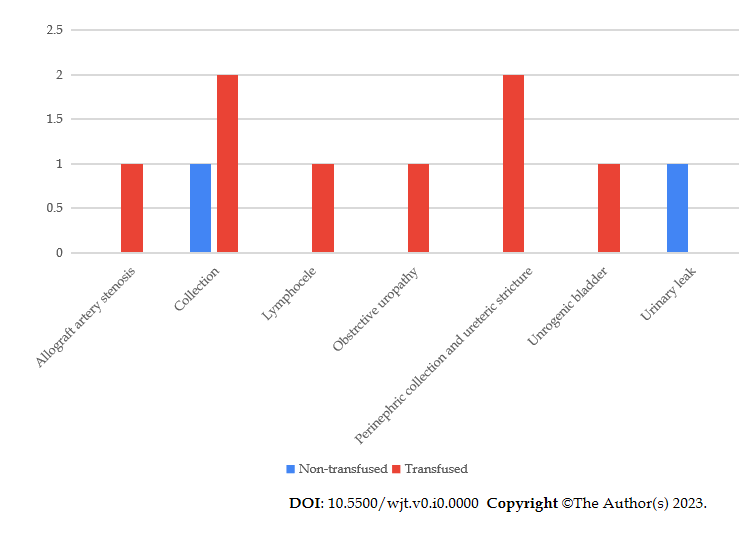 2.5
2
1.5
1
0.5
0
Allograft artery stenosis
Collection
Lymphocele
Obstrctive uropathy
Perinephric collection and ureteric stricture
Unrogenic bladder
Urinary leak
Non-transfused Transfused
DOI: 10.5500/wjt.v0.i0.0000 Copyright ©The Author(s) 2023.